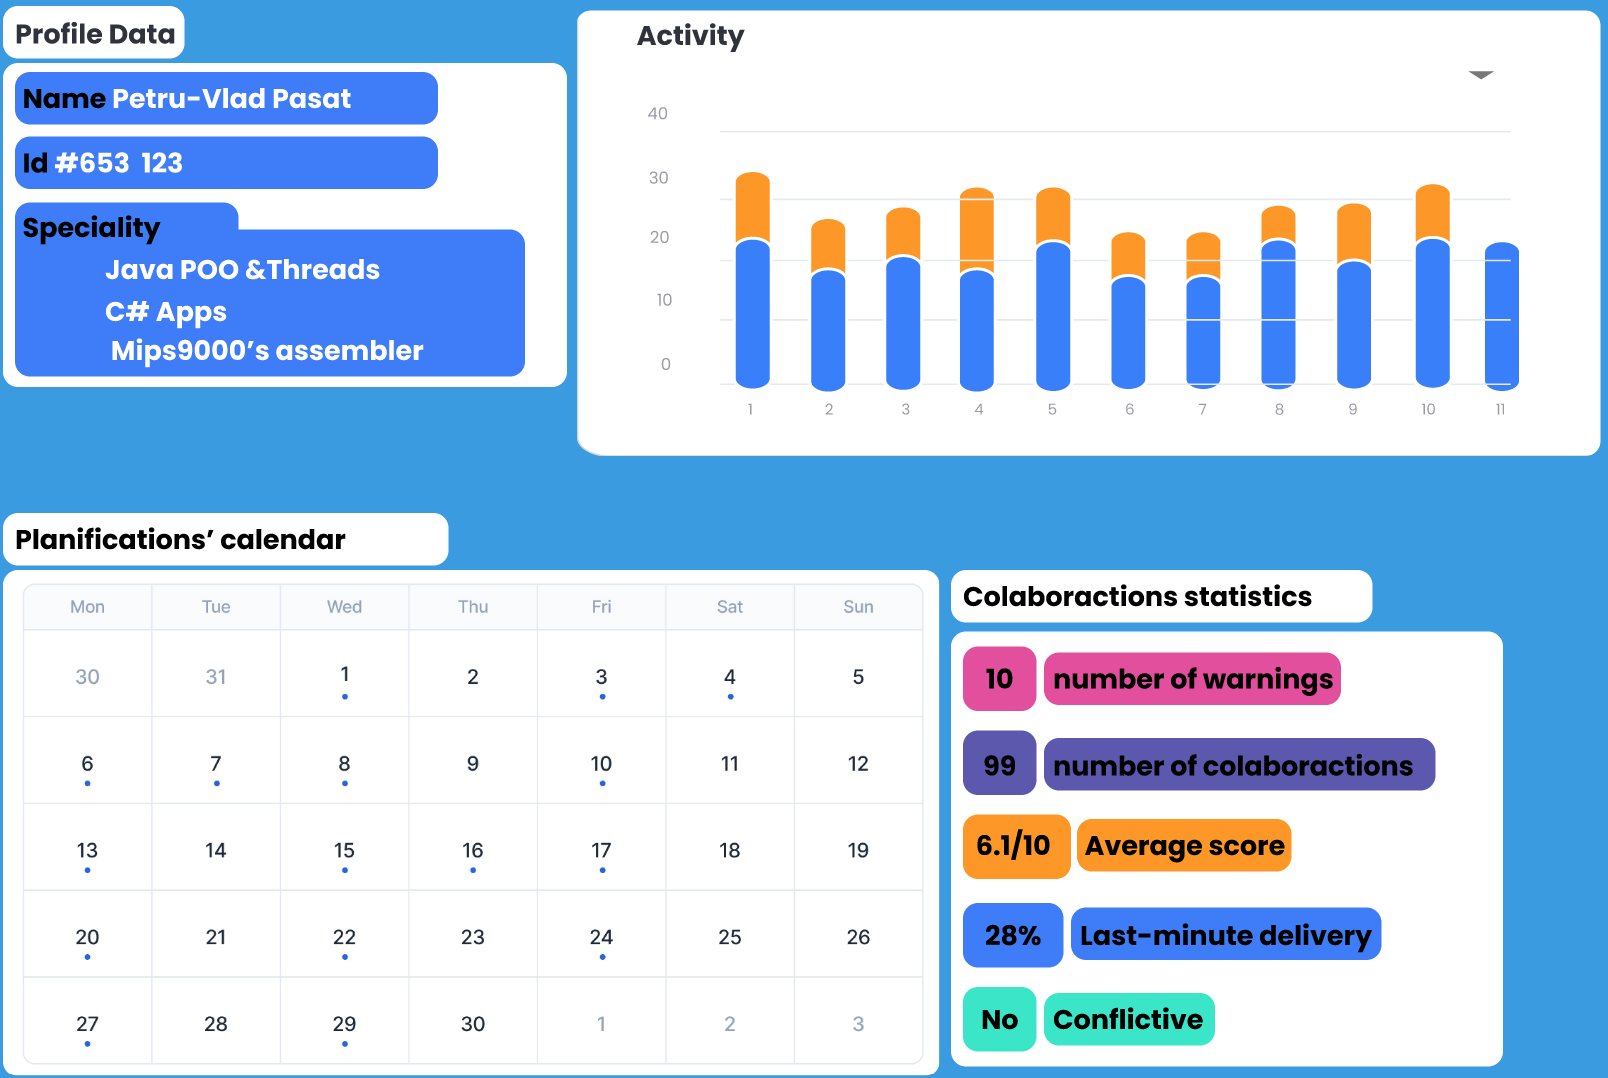 Profile Data
Name Petru-Vlad Pasat
Id #653 123
Speciality
Java POO &Threads
C# Apps
Mips9000’s assembler
Activity
40
30
20
10
0
1 2 3 4 5 6 7 8 9 10 11
Planifications’ calendar
Mon Tue Wed Thu Fri Sat Sun
30 31 1 2 3 4 5
6 7 8 9 10 11 12
13 14 15 16 17 18 19
20 21 22 23 24 25 26
27 28 29 30 1 2 3
Colaboractions statistics
10 number of warnings
99 number of colaboractions
6.1/10 Average score
28% Last-minute delivery
No Conflictive